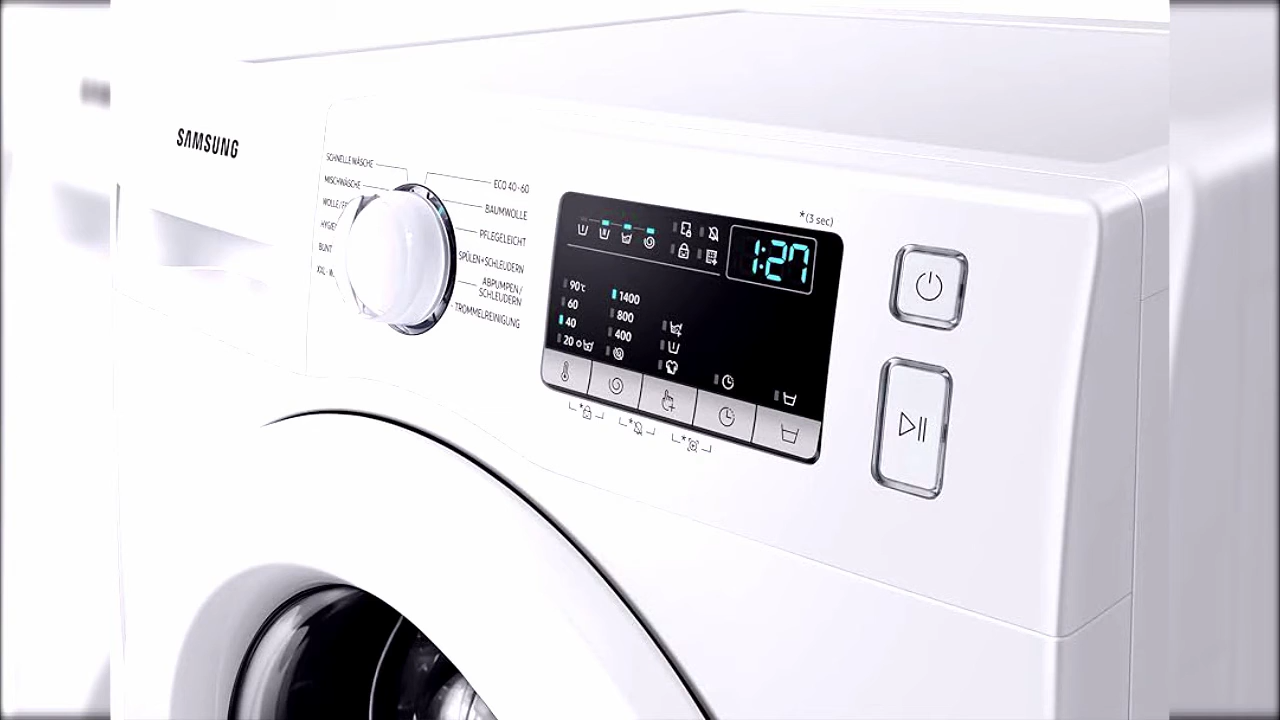 SAMSUNG
SCHNELLE WÄSCHE
MISCHWÄSCHE
BUNT
ECO 40-60
BAUMWOLLE
PFLEGELEICHT
SPÜLEN+SCHLEUDERN
ABPUMPEN/
SCHLEUDERN
TROMMELREINIGUNG
*(3 sec)
1:27
90°c
60
40
20
1400
800
400